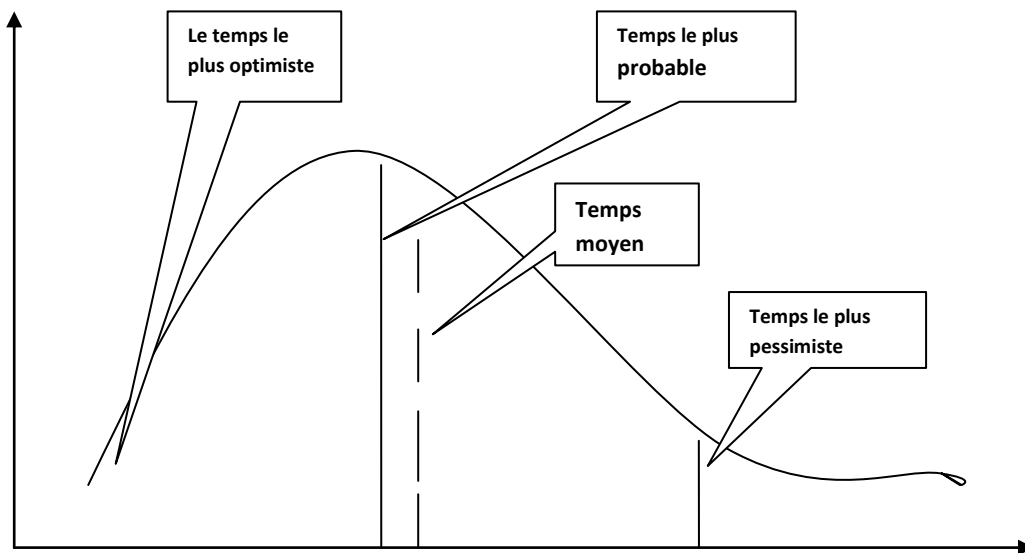 Le temps le
plus optimiste
Temps le plus
probable
Temps
moyen
Temps le plus
pessimiste